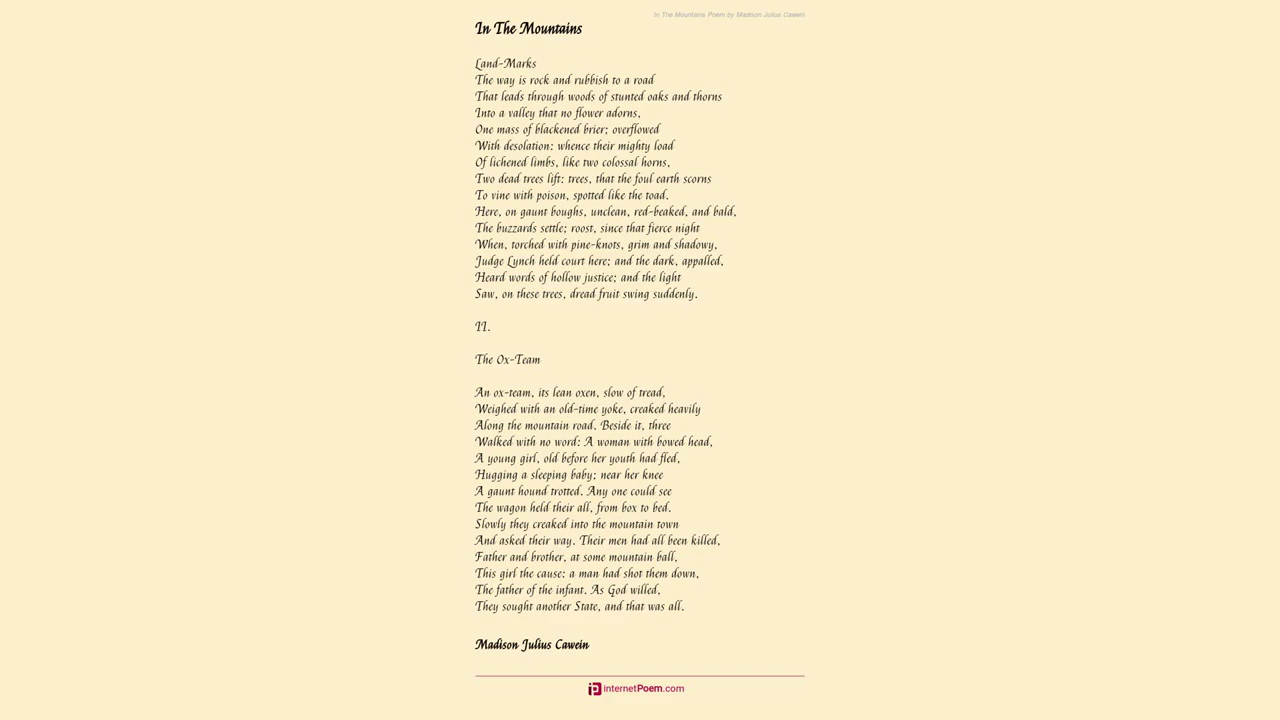 In The Mountains Poem by Madison Julius Cawein
In The Mountains
Land-Marks
The way is rock and rubbish to a road
That leads through woods of stunted oaks and thorns
Into a valley that no flower adorns,
One mass of blackened brier; overflowed
With desolation: whence their mighty load
Of lichened limbs, like two colossal horns,
Two dead trees lift: trees, that the foul earth scorns
To vine with poison, spotted like the toad.
Here, on gaunt boughs, unclean, red-beaked, and bald,
The buzzards settle; roost, since that fierce night
When, torched with pine-knots, grim and shadowy,
Judge Lynch held court here; and the dark, appalled,
Heard words of hollow justice; and the light
Saw, on these trees, dread fruit swing suddenly.
II.
The Ox-Team
An ox-team, its lean oxen, slow of tread,
Weighed with an old-time yoke, creaked heavily
Along the mountain road. Beside it, three
Walked with no word: A woman with bowed head,
A young girl, old before her youth had fled,
Hugging a sleeping baby; near her knee
A gaunt hound trotted. Any one could see
The wagon held their all, from box to bed.
Slowly they creaked into the mountain town
And asked their way. Their men had all been killed,
Father and brother, at some mountain ball,
This girl the cause: a man had shot them down,
The father of the infant. As God willed,
They sought another State, and that was all.
Madison Julius Cawein
internetPoem.com